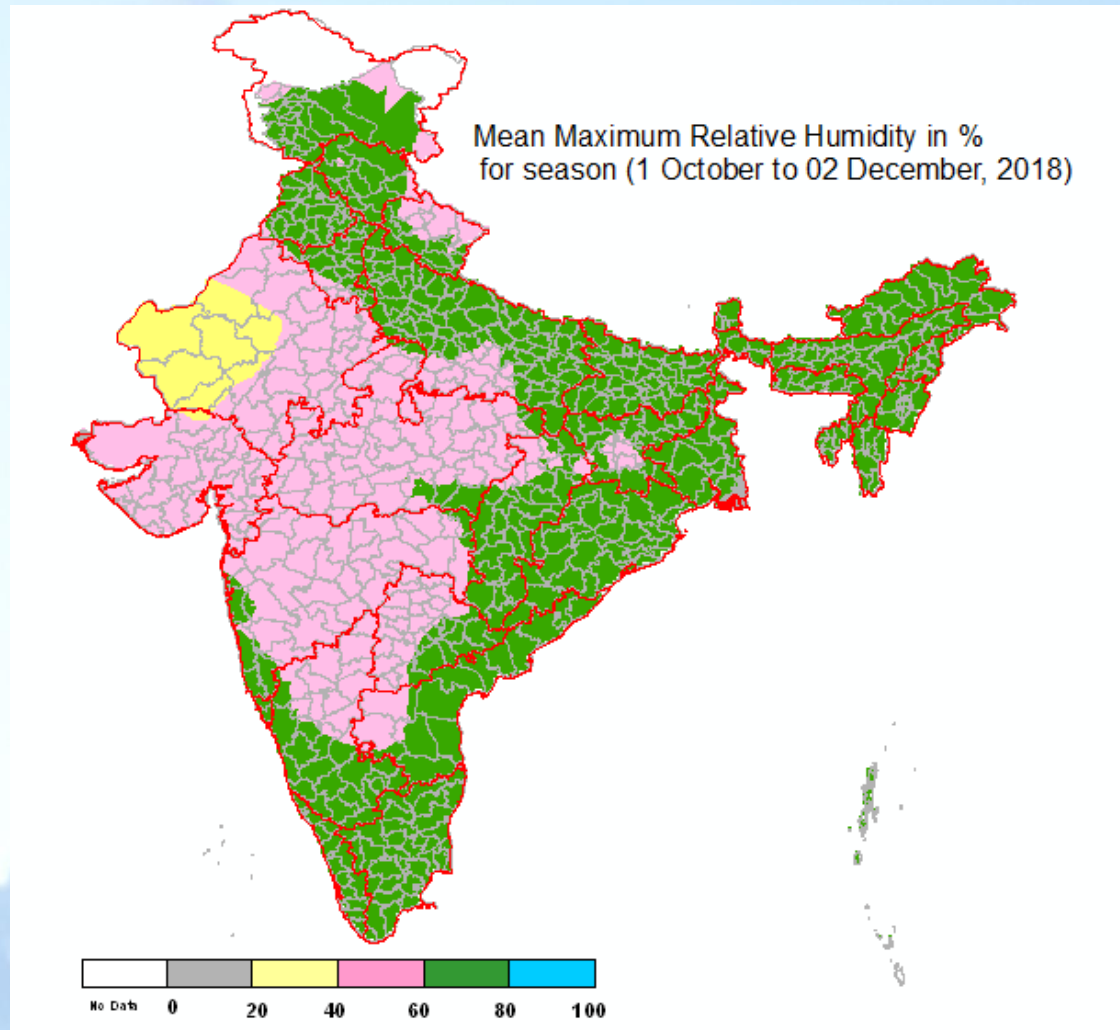 Mean Maximum Relative Humidity in %
for season (1 October to 02 December, 2018)
No Data 0 20 40 60 80 100